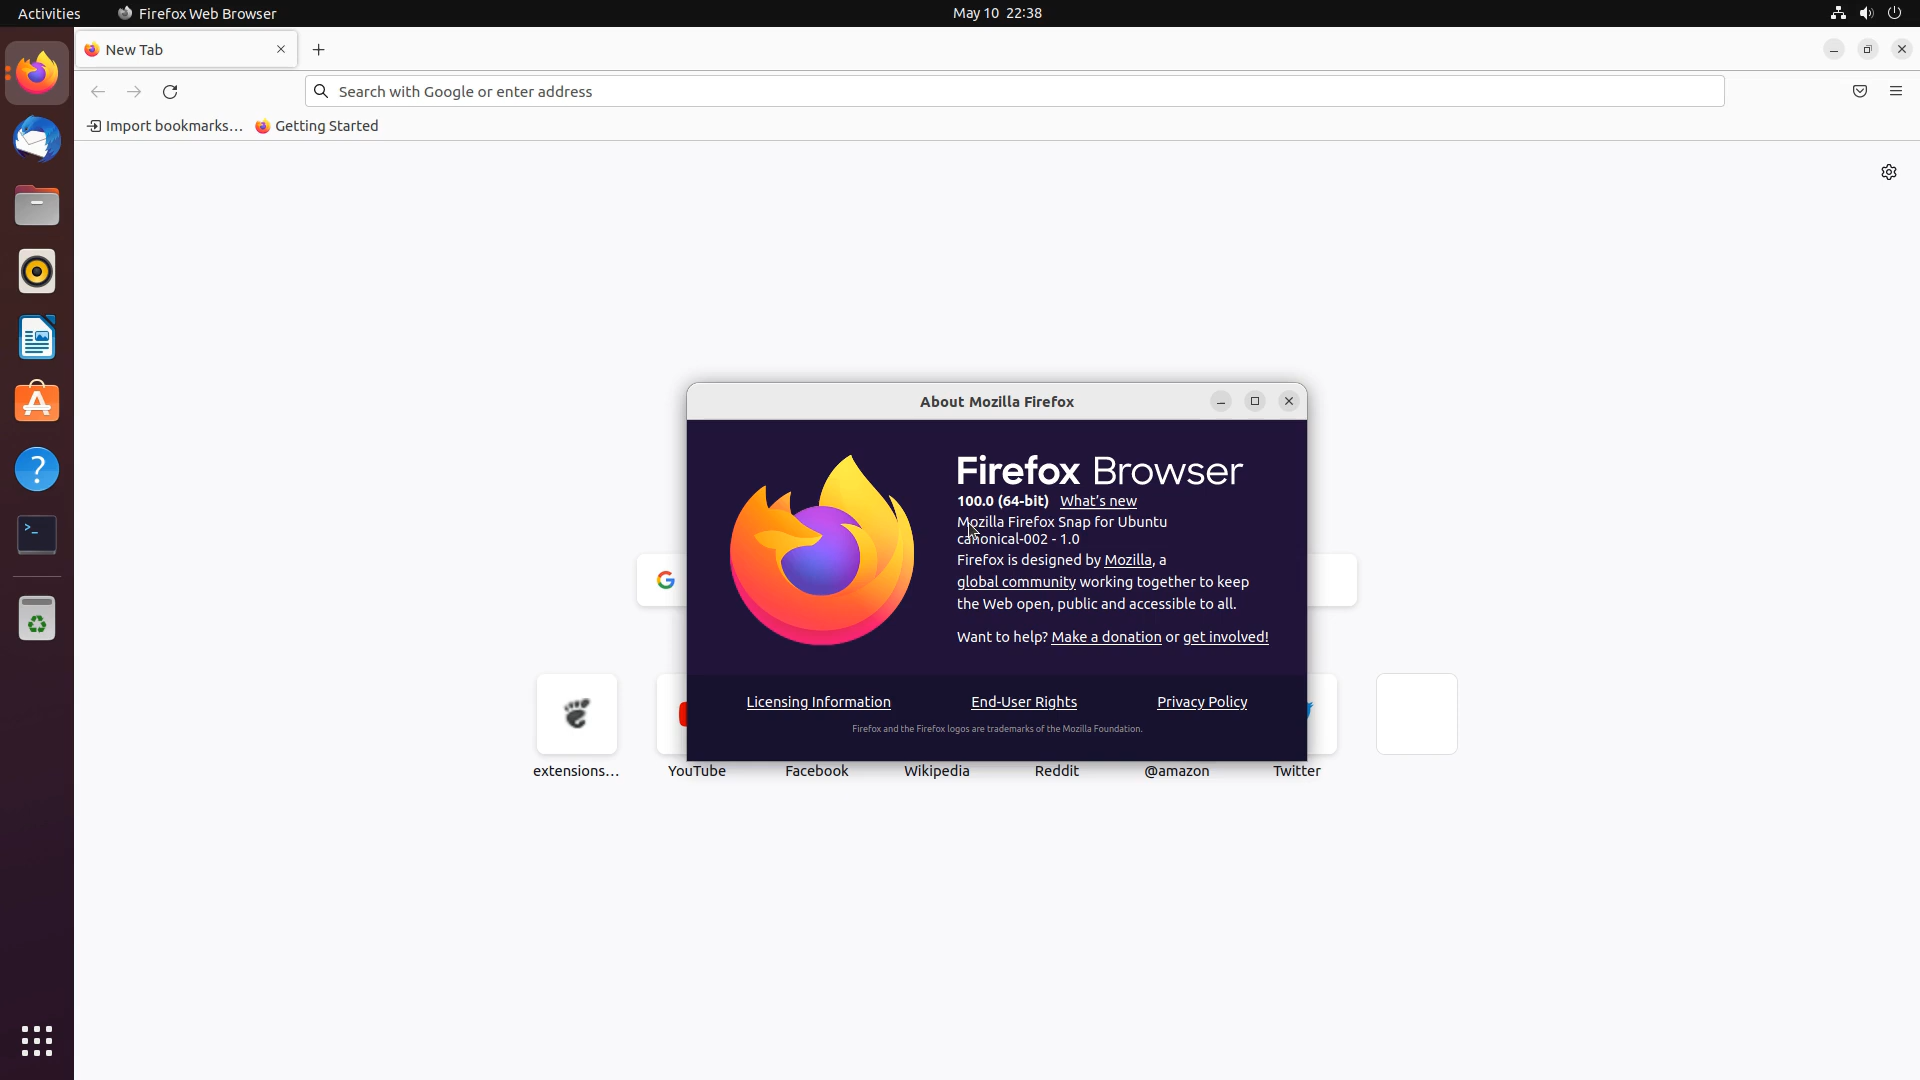 Activities
Firefox Web Browser
May 10 22:38
New Tab
Search with Google or enter address
Import bookmarks...
Getting Started
About Mozilla Firefox
Firefox Browser
100.0 (64-bit) What's new
Mozilla Firefox Snap for Ubuntu
canonical-002 - 1.0
Firefox is designed by Mozilla, a
global community working together to keep
the Web open, public and accessible to all.
Want to help? Make a donation or get involved!
Licensing Information
End-User Rights
Privacy Policy
Firefox and the Firefox logos are trademarks of the Mozilla Foundation.
extensions...
YouTube
Facebook
Wikipedia
Reddit
@amazon
Twitter